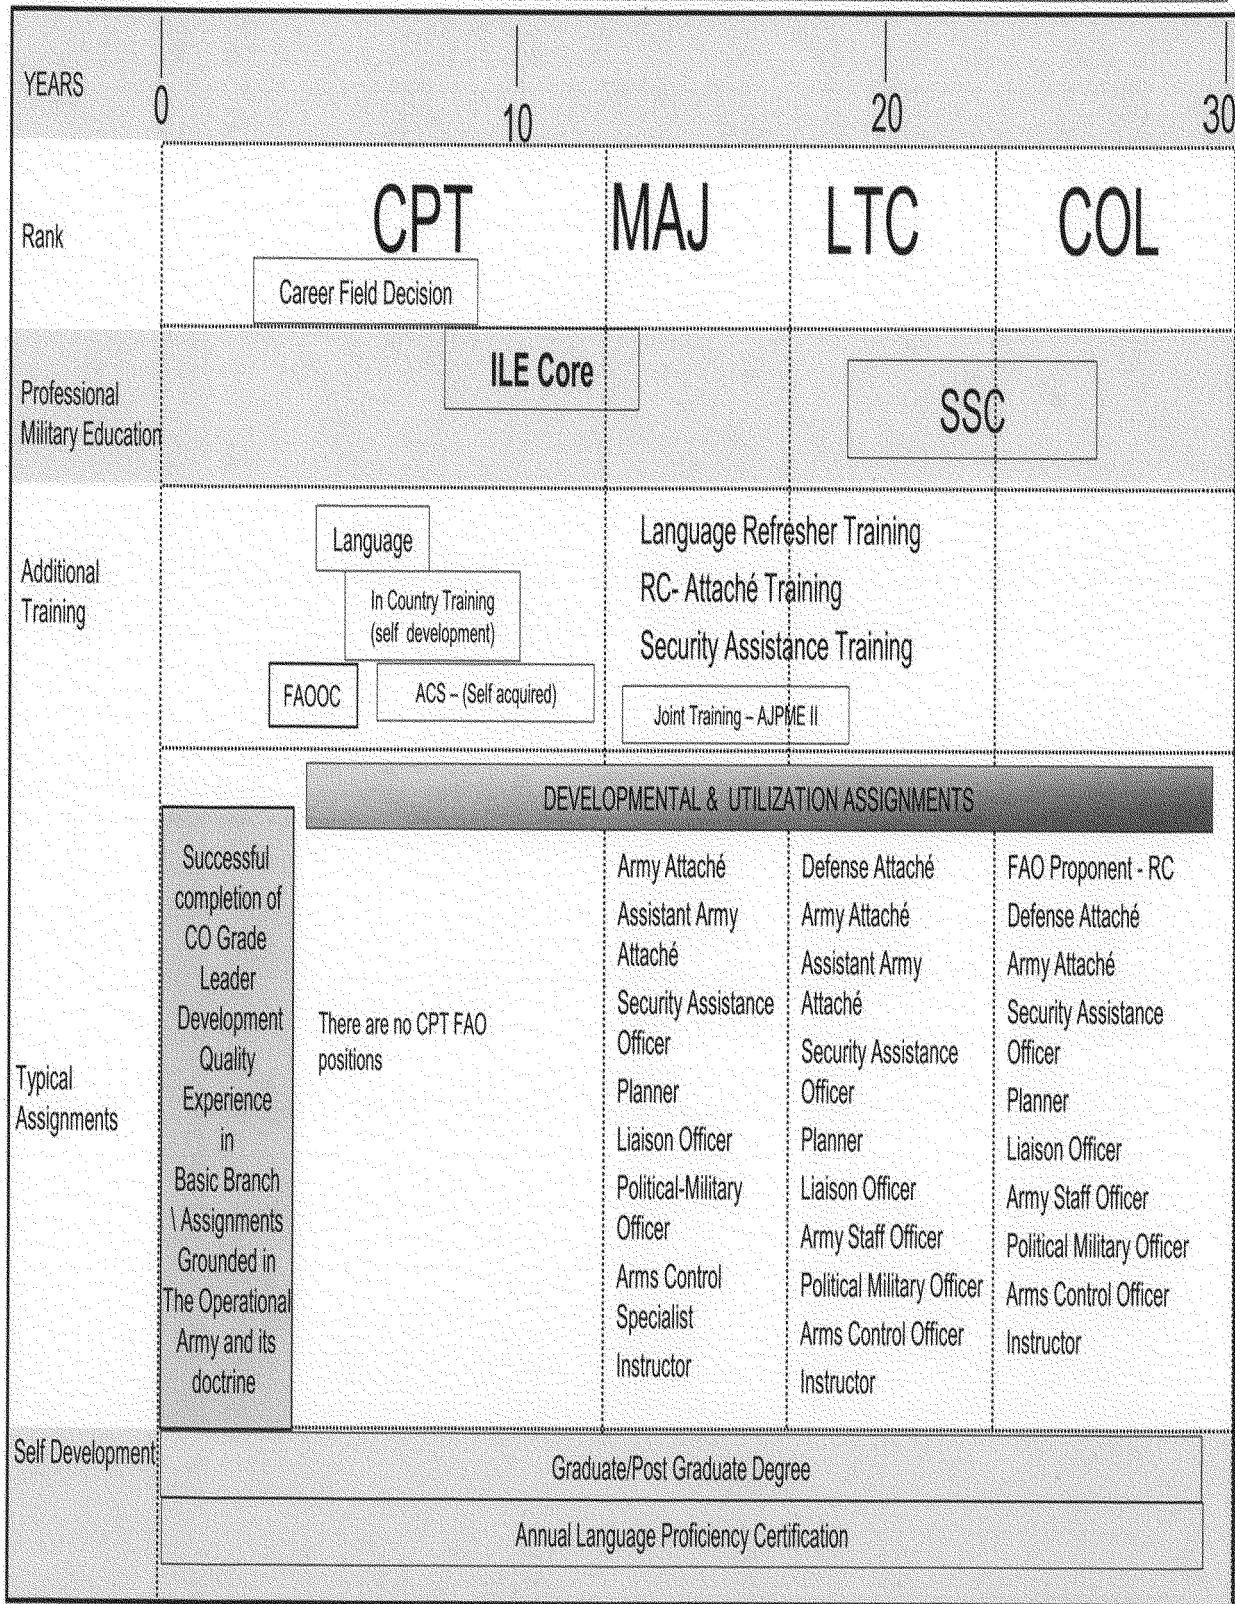 YEARS
0
10
20
30
Rank
CPT
MAJ
LTC
COL
Career Field Decision
Professional
Military Education
ILE Core
SSC
Additional
Training
Language
In Country Training
(self development)
FAOOC
ACS – (Self acquired)
Language Refresher Training
RC- Attaché Training
Security Assistance Training
Joint Training – AJPME II
Typical
Assignments
DEVELOPMENTAL & UTILIZATION ASSIGNMENTS
Successful
completion of
CO Grade
Leader
Development
Quality
Experience
in
Basic Branch
\ Assignments
Grounded in
The Operational
Army and its
doctrine
There are no CPT FAO
positions
Army Attaché
Assistant Army
Attaché
Security Assistance
Officer
Planner
Liaison Officer
Political-Military
Officer
Arms Control
Specialist
Instructor
Defense Attaché
Army Attaché
Assistant Army
Attaché
Security Assistance
Officer
Planner
Liaison Officer
Army Staff Officer
Political Military Officer
Arms Control Officer
Instructor
FAO Proponent - RC
Defense Attaché
Army Attaché
Security Assistance
Officer
Planner
Liaison Officer
Army Staff Officer
Political Military Officer
Arms Control Officer
Instructor
Self Development
Graduate/Post Graduate Degree
Annual Language Proficiency Certification